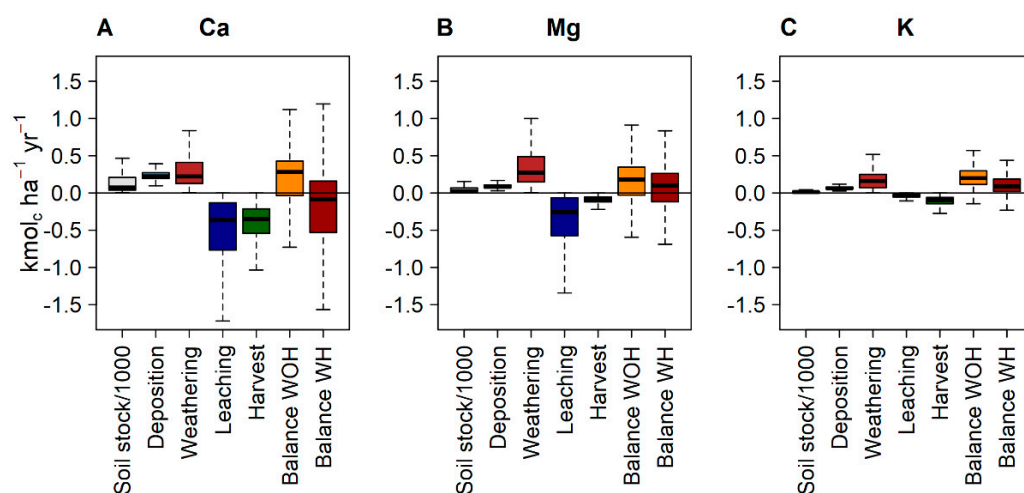 A Ca
B Mg
C K
kmolc ha−1 yr−1
1.5
1.0
0.5
0.0
-0.5
-1.0
-1.5
Soil stock/1000
Deposition
Weathering
Leaching
Harvest
Balance WOH
Balance WH
1.5
1.0
0.5
0.0
-0.5
-1.0
-1.5
Soil stock/1000
Deposition
Weathering
Leaching
Harvest
Balance WOH
Balance WH
1.5
1.0
0.5
0.0
-0.5
-1.0
-1.5
Soil stock/1000
Deposition
Weathering
Leaching
Harvest
Balance WOH
Balance WH